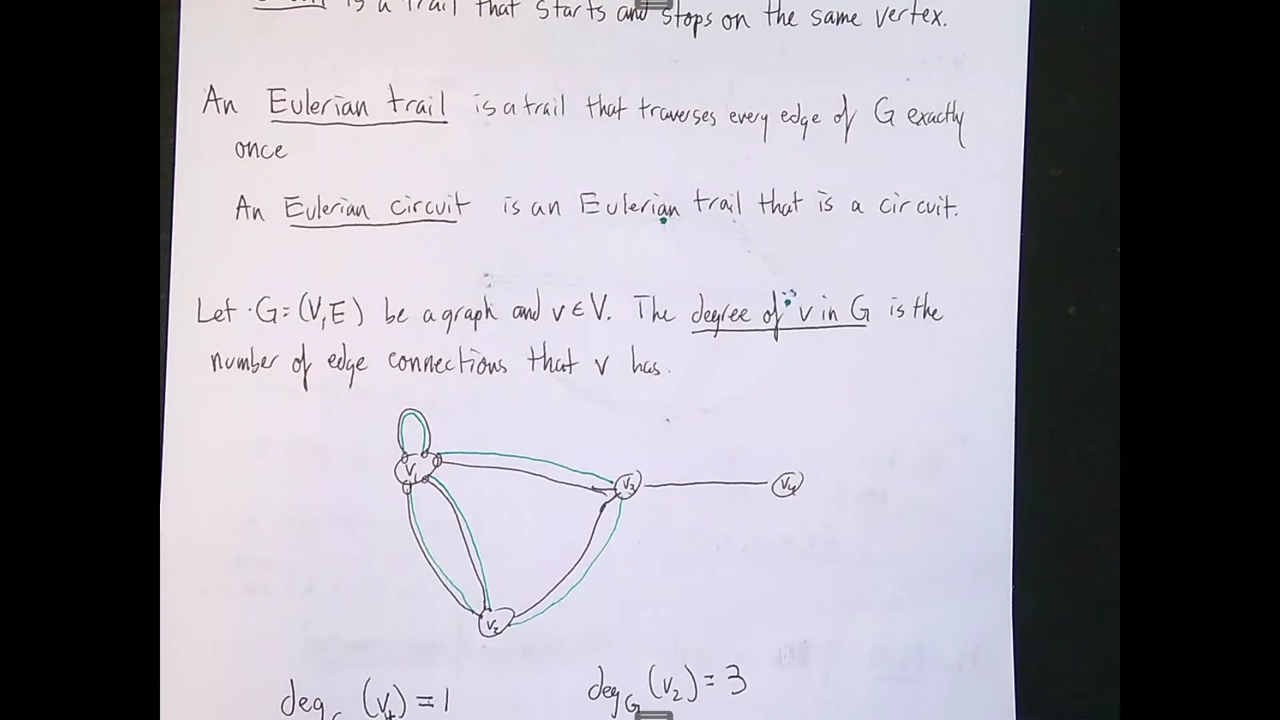 is a trail that starts and stops on the same vertex.
An Eulerian trail is a trail that traverses every edge of G exactly
once
An Eulerian circuit is an Eulerian trail that is a circuit.
Let G=(V,E) be a graph and v∈V. The degree of v in G is the
number of edge connections that v has.
V₁
V₃
V₄
V₂
deg_G (V₂) = 3
deg_G (V₄) = 1